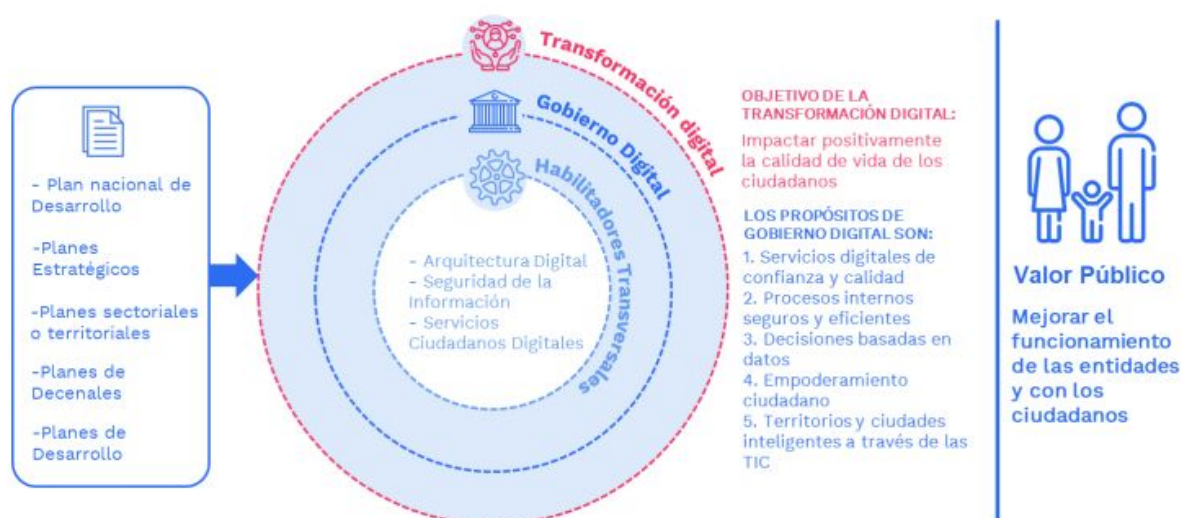 - Plan nacional de
Desarrollo
-Planes
Estratégicos
-Planes sectoriales
o territoriales
-Planes de
Decenales
-Planes de
Desarrollo
Transformación digital
Gobierno Digital
Habilitadores Transversales
- Arquitectura Digital
- Seguridad de la
Información
- Servicios
Ciudadanos Digitales
OBJETIVO DE LA
TRANSFORMACIÓN DIGITAL:
Impactar positivamente
la calidad de vida de los
ciudadanos
LOS PROPÓSITOS DE
GOBIERNO DIGITAL SON:
1. Servicios digitales de
confianza y calidad
2. Procesos internos
seguros y eficientes
3. Decisiones basadas en
datos
4. Empoderamiento
ciudadano
5. Territorios y ciudades
inteligentes a través de las
TIC
Valor Público
Mejorar el
funcionamiento
de las entidades
y con los
ciudadanos